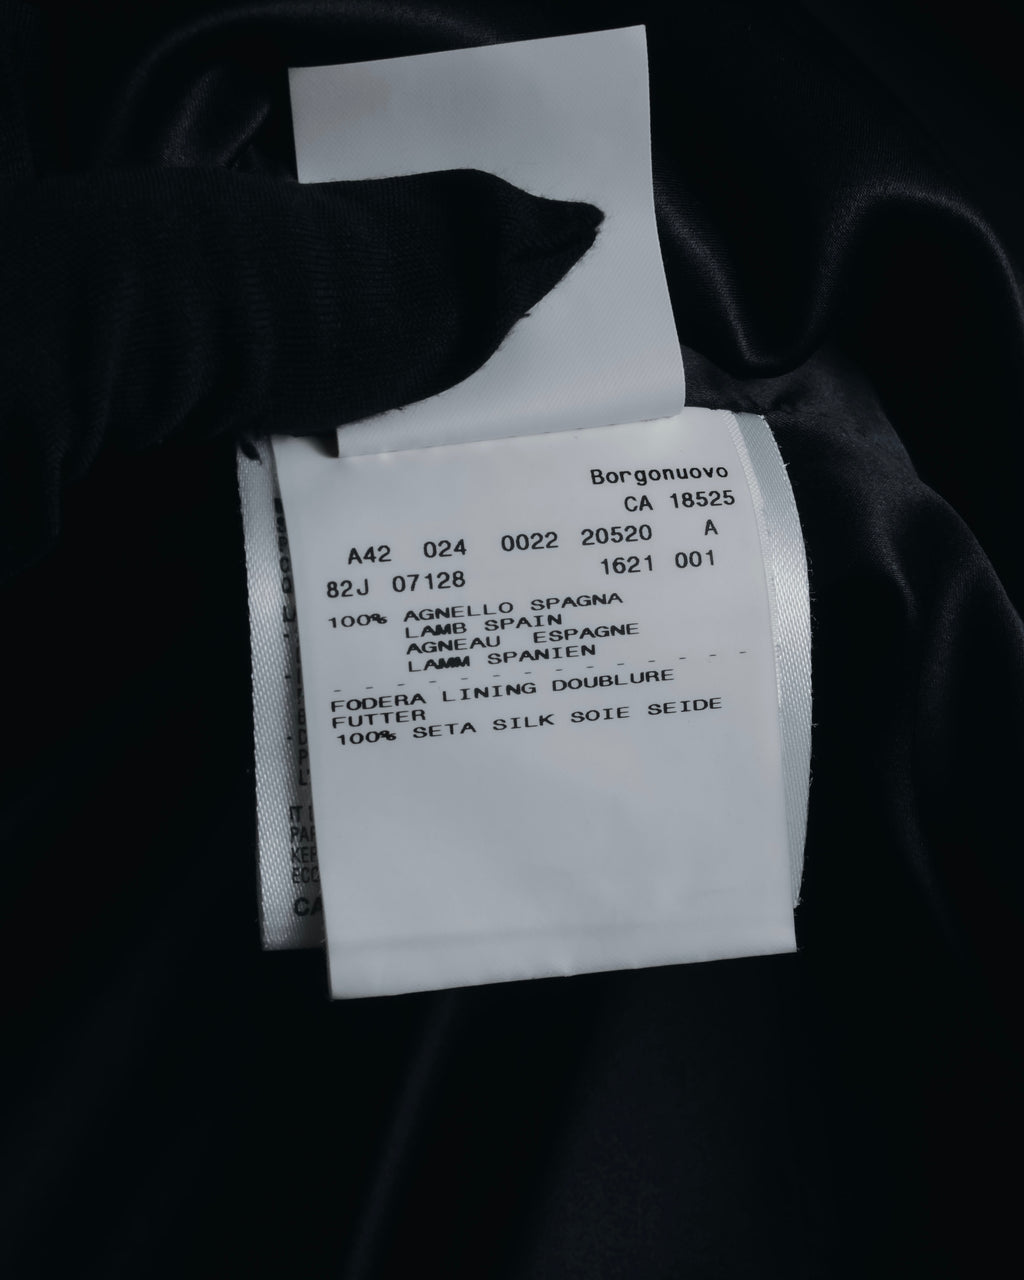 Borgonuovo
CA 18525
A42 024 0022 20520 A
82J 07128 1621 001
100% AGNELLO SPAGNA
LAMB SPAIN
AGNEAU ESPAGNE
LAMM SPANIEN
- - - - - - - - - - - - - - -
FODERA LINING DOUBLURE
FUTTER
100% SETA SILK SOIE SEIDE